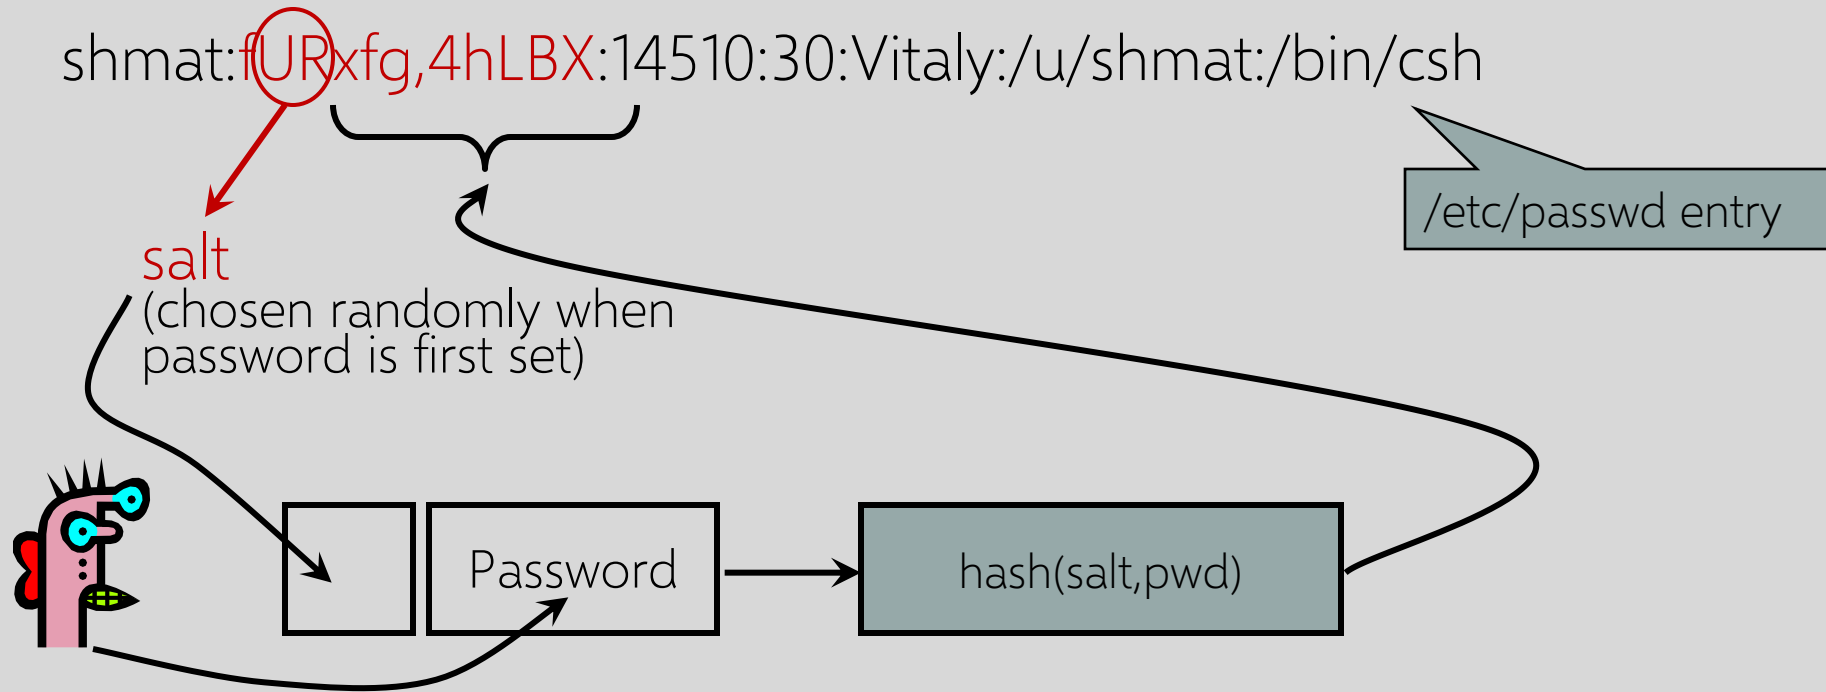 shmat:fURxfg,4hLBX:14510:30:Vitaly:/u/shmat:/bin/csh
/etc/passwd entry
salt
(chosen randomly when
password is first set)
Password
hash(salt,pwd)